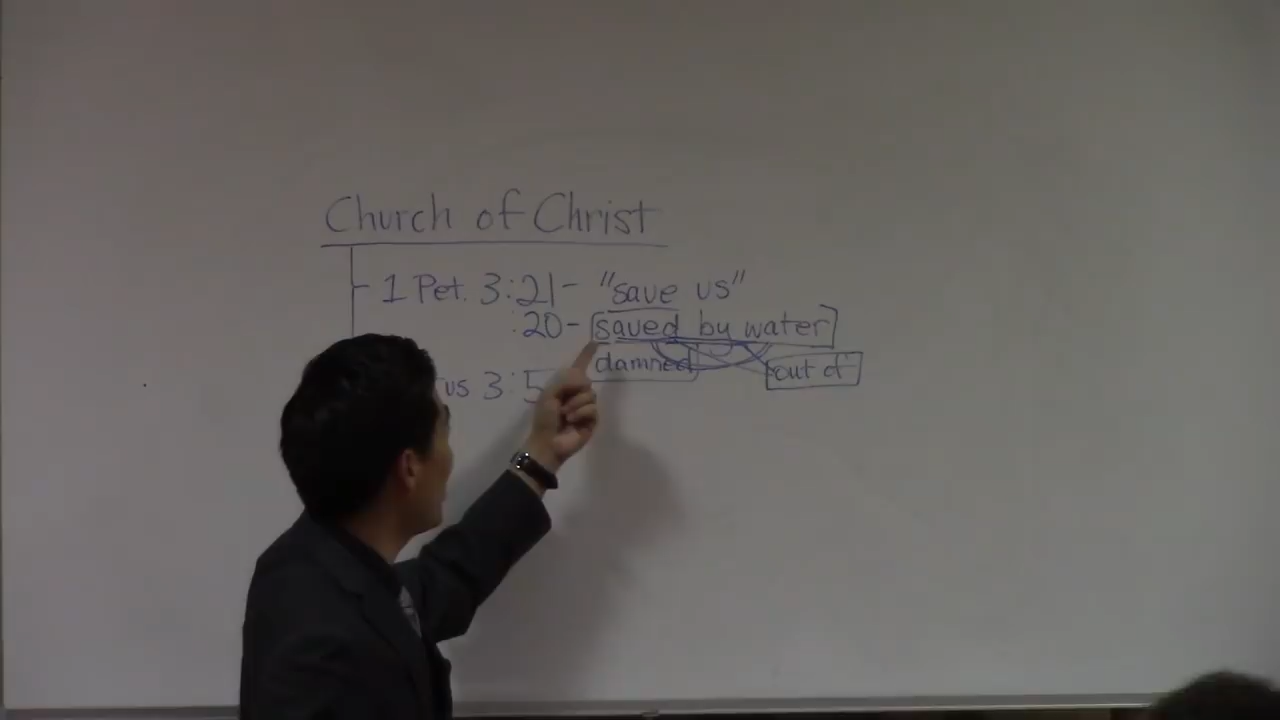 Church of Christ
1 Pet. 3:21- "save us"
:20- saved by water
damned out of
us 3:5